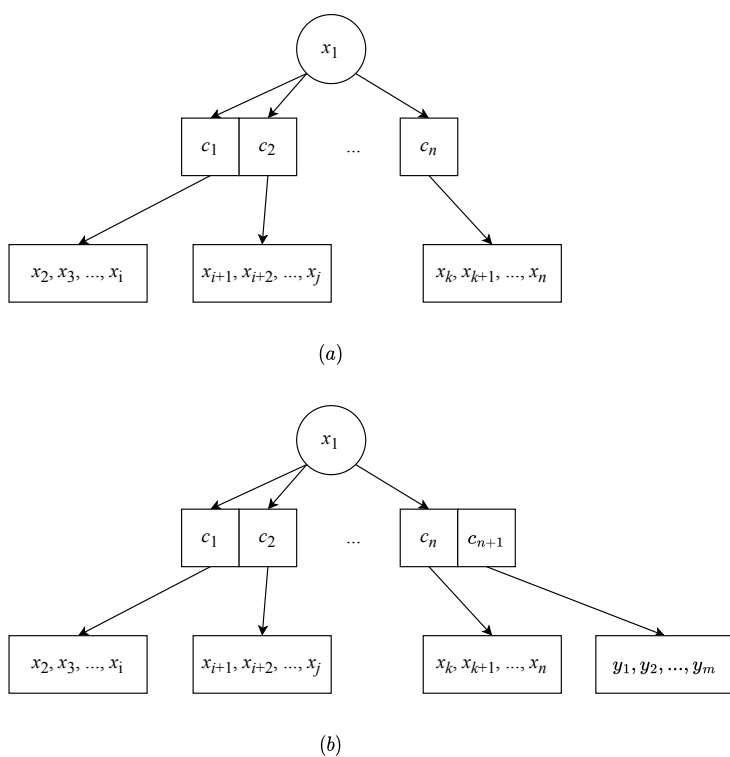 x₁
c₁ c₂ ... cₙ
x₂, x₃, ..., xᵢ xᵢ₊₁, xᵢ₊₂, ..., xⱼ xₖ, xₖ₊₁, ..., xₙ
(a)
x₁
c₁ c₂ ... cₙ cₙ₊₁
x₂, x₃, ..., xᵢ xᵢ₊₁, xᵢ₊₂, ..., xⱼ xₖ, xₖ₊₁, ..., xₙ y₁, y₂, ..., yₘ
(b)